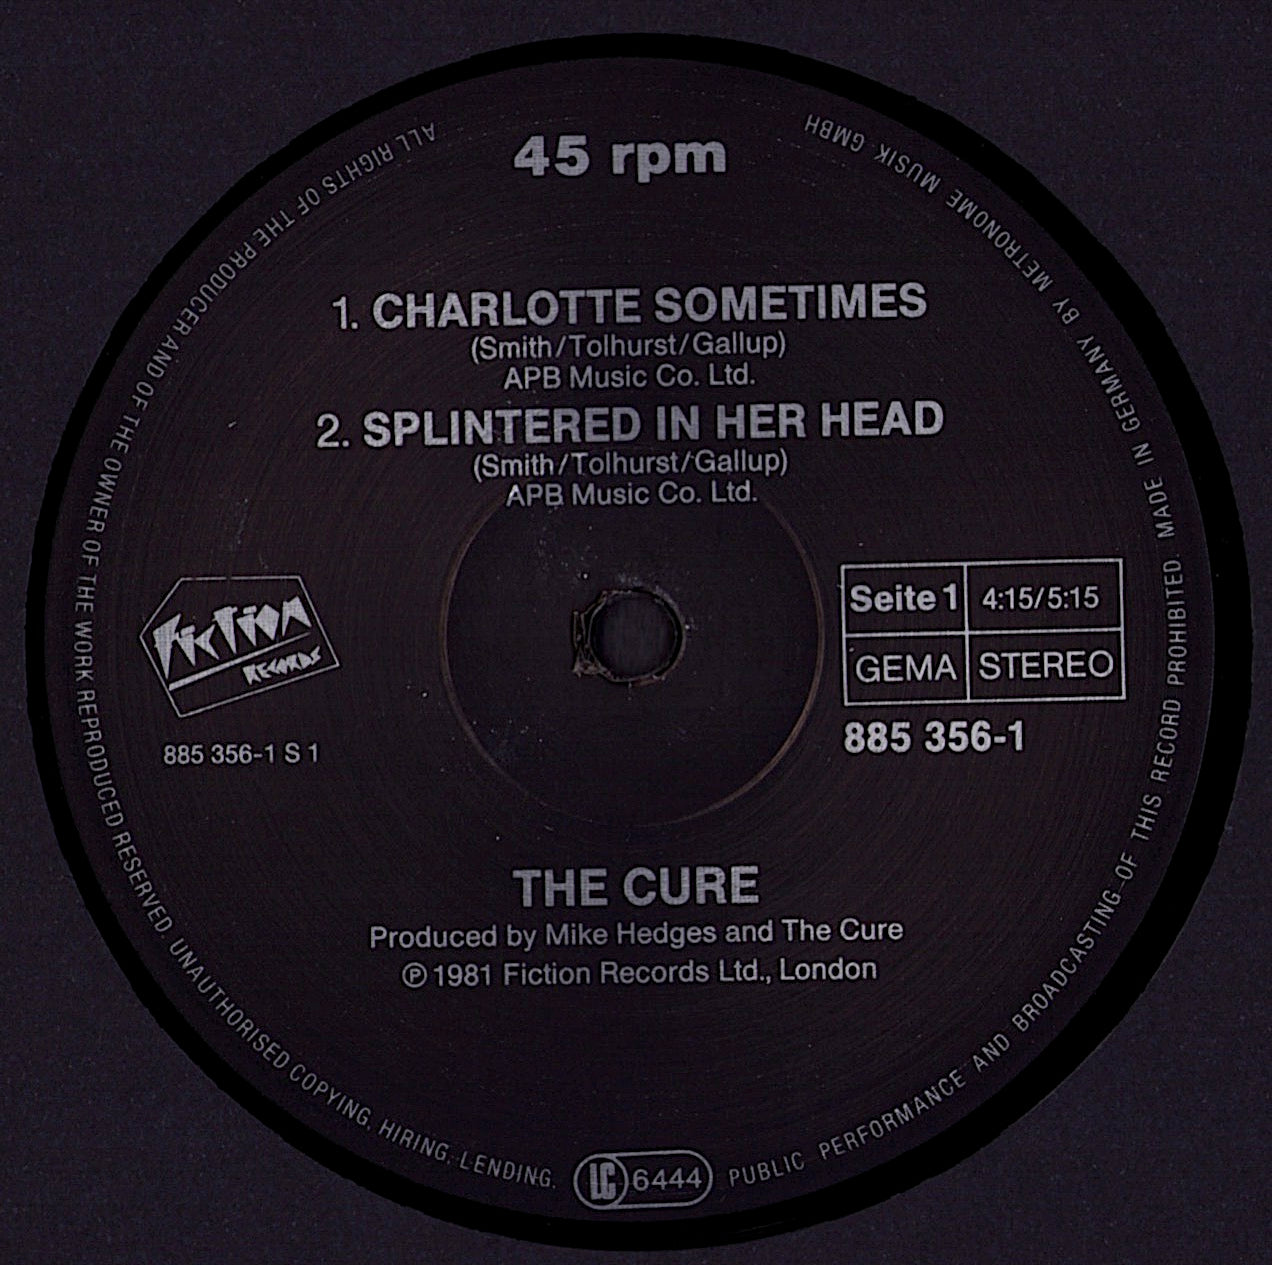 45 rpm
1. CHARLOTTE SOMETIMES
(Smith/Tolhurst/Gallup)
APB Music Co. Ltd.
2. SPLINTERED IN HER HEAD
(Smith/Tolhurst/Gallup)
APB Music Co. Ltd.
FICTION
RECORDS
885 356-1 S 1
Seite 1 4:15/5:15
GEMA STEREO
885 356-1
THE CURE
Produced by Mike Hedges and The Cure
℗ 1981 Fiction Records Ltd., London
ALL RIGHTS OF THE PRODUCER AND OF THE OWNER OF THE WORK REPRODUCED RESERVED. UNAUTHORISED COPYING, HIRING, LENDING, LC 6444 PUBLIC PERFORMANCE AND BROADCASTING OF THIS RECORD PROHIBITED. MADE IN GERMANY BY METRONOME MUSIK GMBH